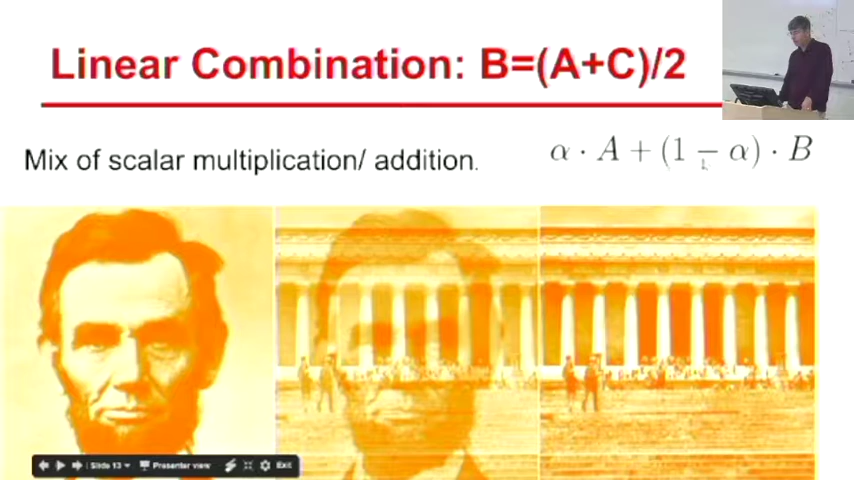 Linear Combination: B=(A+C)/2
Mix of scalar multiplication/ addition.
α · A + (1 − α) · B
Slide 13
Presenter view
Exit